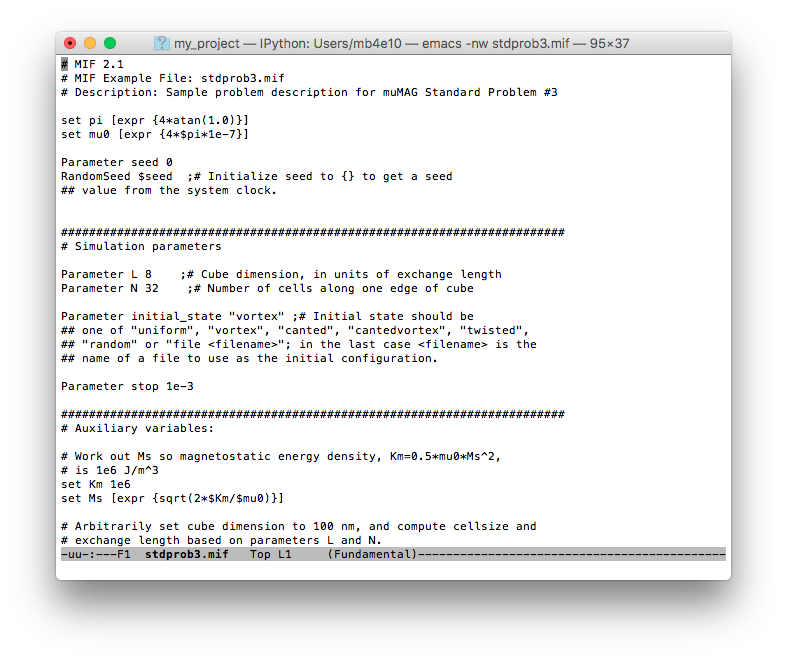 my_project — IPython: Users/mb4e10 — emacs -nw stdprob3.mif — 95×37
# MIF 2.1
# MIF Example File: stdprob3.mif
# Description: Sample problem description for muMAG Standard Problem #3
set pi [expr {4*atan(1.0)}]
set mu0 [expr {4*$pi*1e-7}]
Parameter seed 0
RandomSeed $seed  ;# Initialize seed to {} to get a seed
## value from the system clock.
########################################################################
# Simulation parameters
Parameter L 8    ;# Cube dimension, in units of exchange length
Parameter N 32    ;# Number of cells along one edge of cube
Parameter initial_state "vortex" ;# Initial state should be
## one of "uniform", "vortex", "canted", "cantedvortex", "twisted",
## "random" or "file <filename>"; in the last case <filename> is the
## name of a file to use as the initial configuration.
Parameter stop 1e-3
########################################################################
# Auxiliary variables:
# Work out Ms so magnetostatic energy density, Km=0.5*mu0*Ms^2,
# is 1e6 J/m^3
set Km 1e6
set Ms [expr {sqrt(2*$Km/$mu0)}]
# Arbitrarily set cube dimension to 100 nm, and compute cellsize and
# exchange length based on parameters L and N.
-uu-:---F1  stdprob3.mif   Top L1     (Fundamental)--------------------------------------------